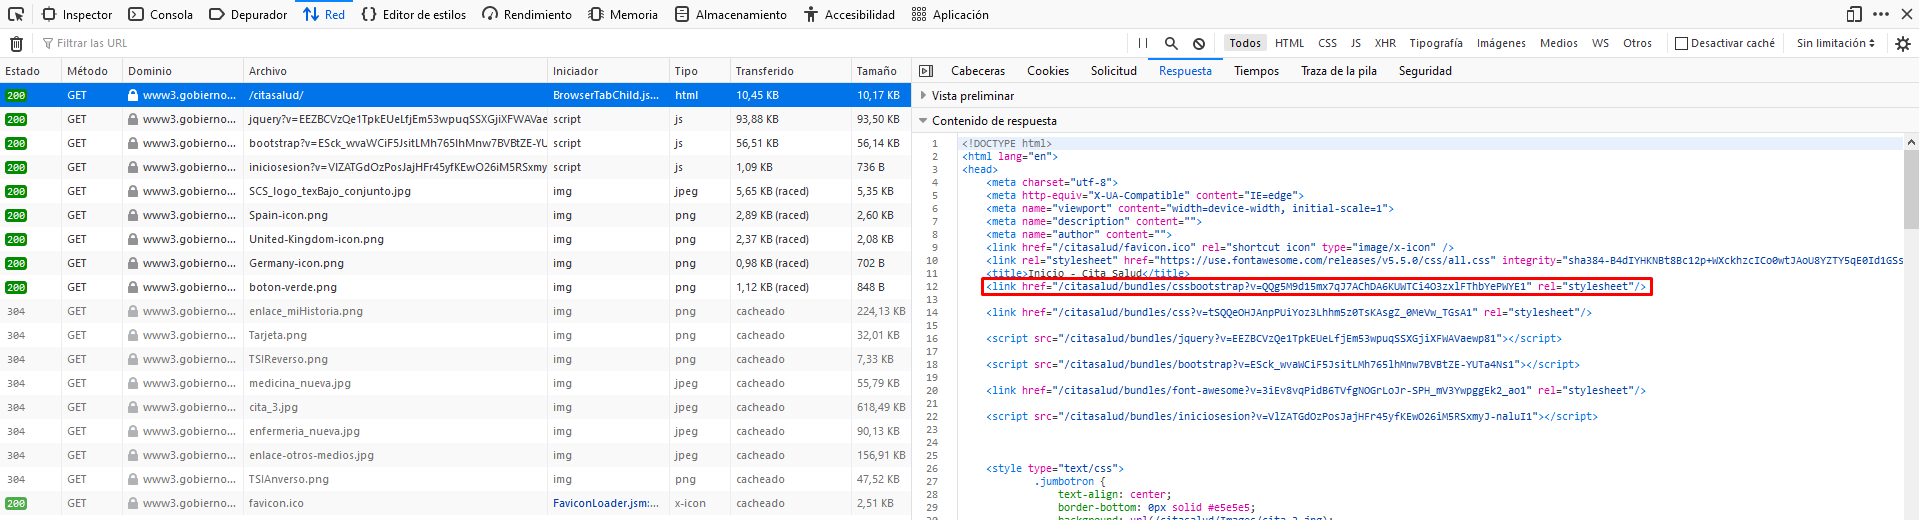 Inspector Consola Depurador Red Editor de estilos Rendimiento Memoria Almacenamiento Accesibilidad Aplicación
Filtrar las URL Todos HTML CSS JS XHR Tipografía Imágenes Medios WS Otros Desactivar caché Sin limitación
Estado Método Dominio Archivo Iniciador Tipo Transferido Tamaño
200 GET www3.gobierno... /citasalud/ BrowserTabChild.js... html 10,45 KB 10,17 KB
200 GET www3.gobierno... jquery?v=EEZBCVzQe1TpkEUeLfjEm53wpuqSSXGjiXFWAVae script js 93,88 KB 93,50 KB
200 GET www3.gobierno... bootstrap?v=ESck_wvaWCiF5JsitLMh765lhMnw7BVBtZE-YU script js 56,51 KB 56,14 KB
200 GET www3.gobierno... iniciosesion?v=VlZATGdOzPosJajHFr45yfKEwO26iM5RSxmy script js 1,09 KB 736 B
200 GET www3.gobierno... SCS_logo_texBajo_conjunto.jpg img jpeg 5,65 KB (raced) 5,35 KB
200 GET www3.gobierno... Spain-icon.png img png 2,89 KB (raced) 2,60 KB
200 GET www3.gobierno... United-Kingdom-icon.png img png 2,37 KB (raced) 2,08 KB
200 GET www3.gobierno... Germany-icon.png img png 0,98 KB (raced) 702 B
200 GET www3.gobierno... boton-verde.png img png 1,12 KB (raced) 848 B
304 GET www3.gobierno... enlace_miHistoria.png img png cacheado 224,13 KB
304 GET www3.gobierno... Tarjeta.png img png cacheado 32,01 KB
304 GET www3.gobierno... TSIReverso.png img png cacheado 7,33 KB
304 GET www3.gobierno... medicina_nueva.jpg img jpeg cacheado 55,79 KB
304 GET www3.gobierno... cita_3.jpg img jpeg cacheado 618,49 KB
304 GET www3.gobierno... enfermeria_nueva.jpg img jpeg cacheado 90,13 KB
304 GET www3.gobierno... enlace-otros-medios.jpg img jpeg cacheado 156,91 KB
304 GET www3.gobierno... TSIAnverso.png img png cacheado 47,52 KB
200 GET www3.gobierno... favicon.ico FaviconLoader.jsm:... x-icon cacheado 2,51 KB
Cabeceras Cookies Solicitud Respuesta Tiempos Traza de la pila Seguridad
Vista preliminar
Contenido de respuesta
1 <!DOCTYPE html>
2 <html lang="en">
3 <head>
4 <meta charset="utf-8">
5 <meta http-equiv="X-UA-Compatible" content="IE=edge">
6 <meta name="viewport" content="width=device-width, initial-scale=1">
7 <meta name="description" content="">
8 <meta name="author" content="">
9 <link href="/citasalud/favicon.ico" rel="shortcut icon" type="image/x-icon" />
10 <link rel="stylesheet" href="https://use.fontawesome.com/releases/v5.5.0/css/all.css" integrity="sha384-B4dIYHKNBt8Bc12p+WXckhzcICo0wtJAoU8YZTY5qE0Id1GSs
11 <title>Inicio - Cita Salud</title>
12 <link href="/citasalud/bundles/cssbootstrap?v=QQg5M9d15mx7qJ7AChDA6KUWTCi4O3zxlFThbYePWYE1" rel="stylesheet"/>
13
14 <link href="/citasalud/bundles/css?v=tSQQeOHJAnpPUiYoz3Lhhm5z0TsKAsgZ_0MeVw_TGsA1" rel="stylesheet"/>
15
16 <script src="/citasalud/bundles/jquery?v=EEZBCVzQe1TpkEUeLfjEm53wpuqSSXGjiXFWAVaewp81"></script>
17
18 <script src="/citasalud/bundles/bootstrap?v=ESck_wvaWCiF5JsitLMh765lhMnw7BVBtZE-YUTa4Ns1"></script>
19
20 <link href="/citasalud/bundles/font-awesome?v=3iEv8vqPidB6TVfgNOGrLoJr-SPH_mV3YwpggEk2_ao1" rel="stylesheet"/>
21
22 <script src="/citasalud/bundles/iniciosesion?v=VlZATGdOzPosJajHFr45yfKEwO26iM5RSxmyJ-naluI1"></script>
23
24
25
26 <style type="text/css">
27 .jumbotron {
28 text-align: center;
29 border-bottom: 0px solid #e5e5e5;
30 background: url(/citasalud/Images/cita_3.jpg);